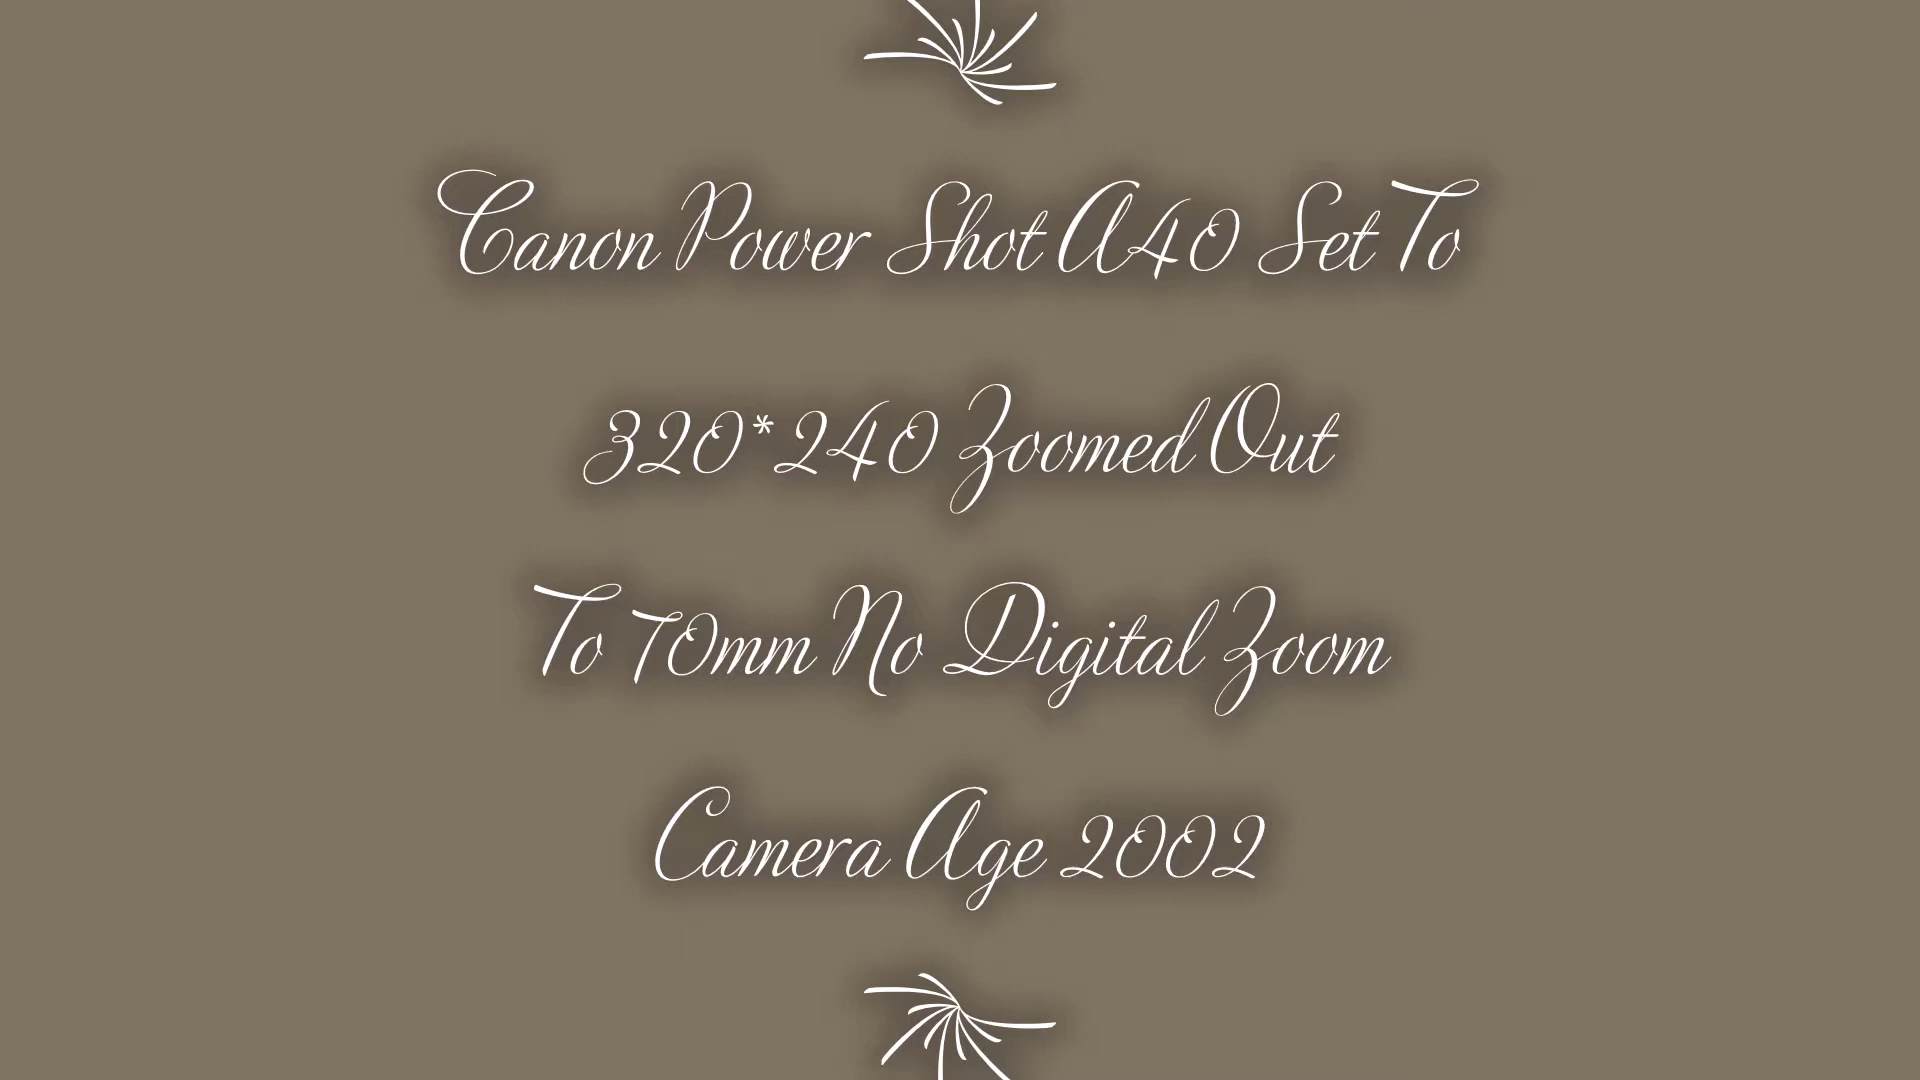 Canon Power Shot A40 Set To
320*240 Zoomed Out
To 70mm No Digital Zoom
Camera Age 2002